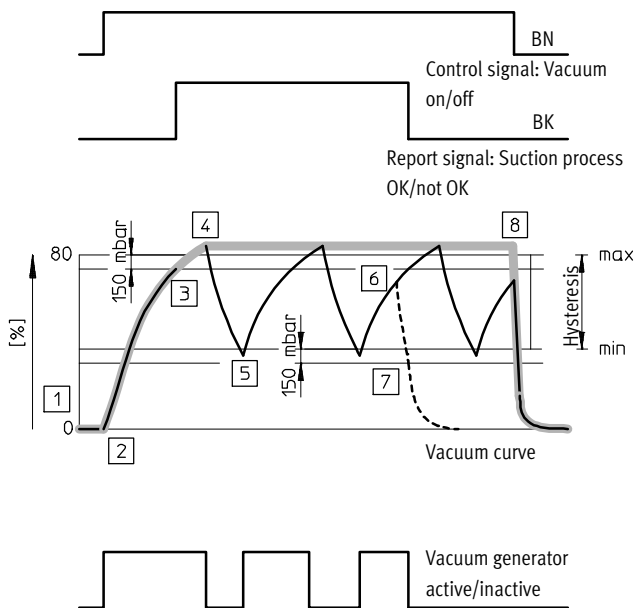 BN
Control signal: Vacuum
on/off
BK
Report signal: Suction process
OK/not OK
4
8
80
150 mbar
max
3
6
[%]
Hysteresis
min
5
150 mbar
7
1
0
2
Vacuum curve
Vacuum generator
active/inactive